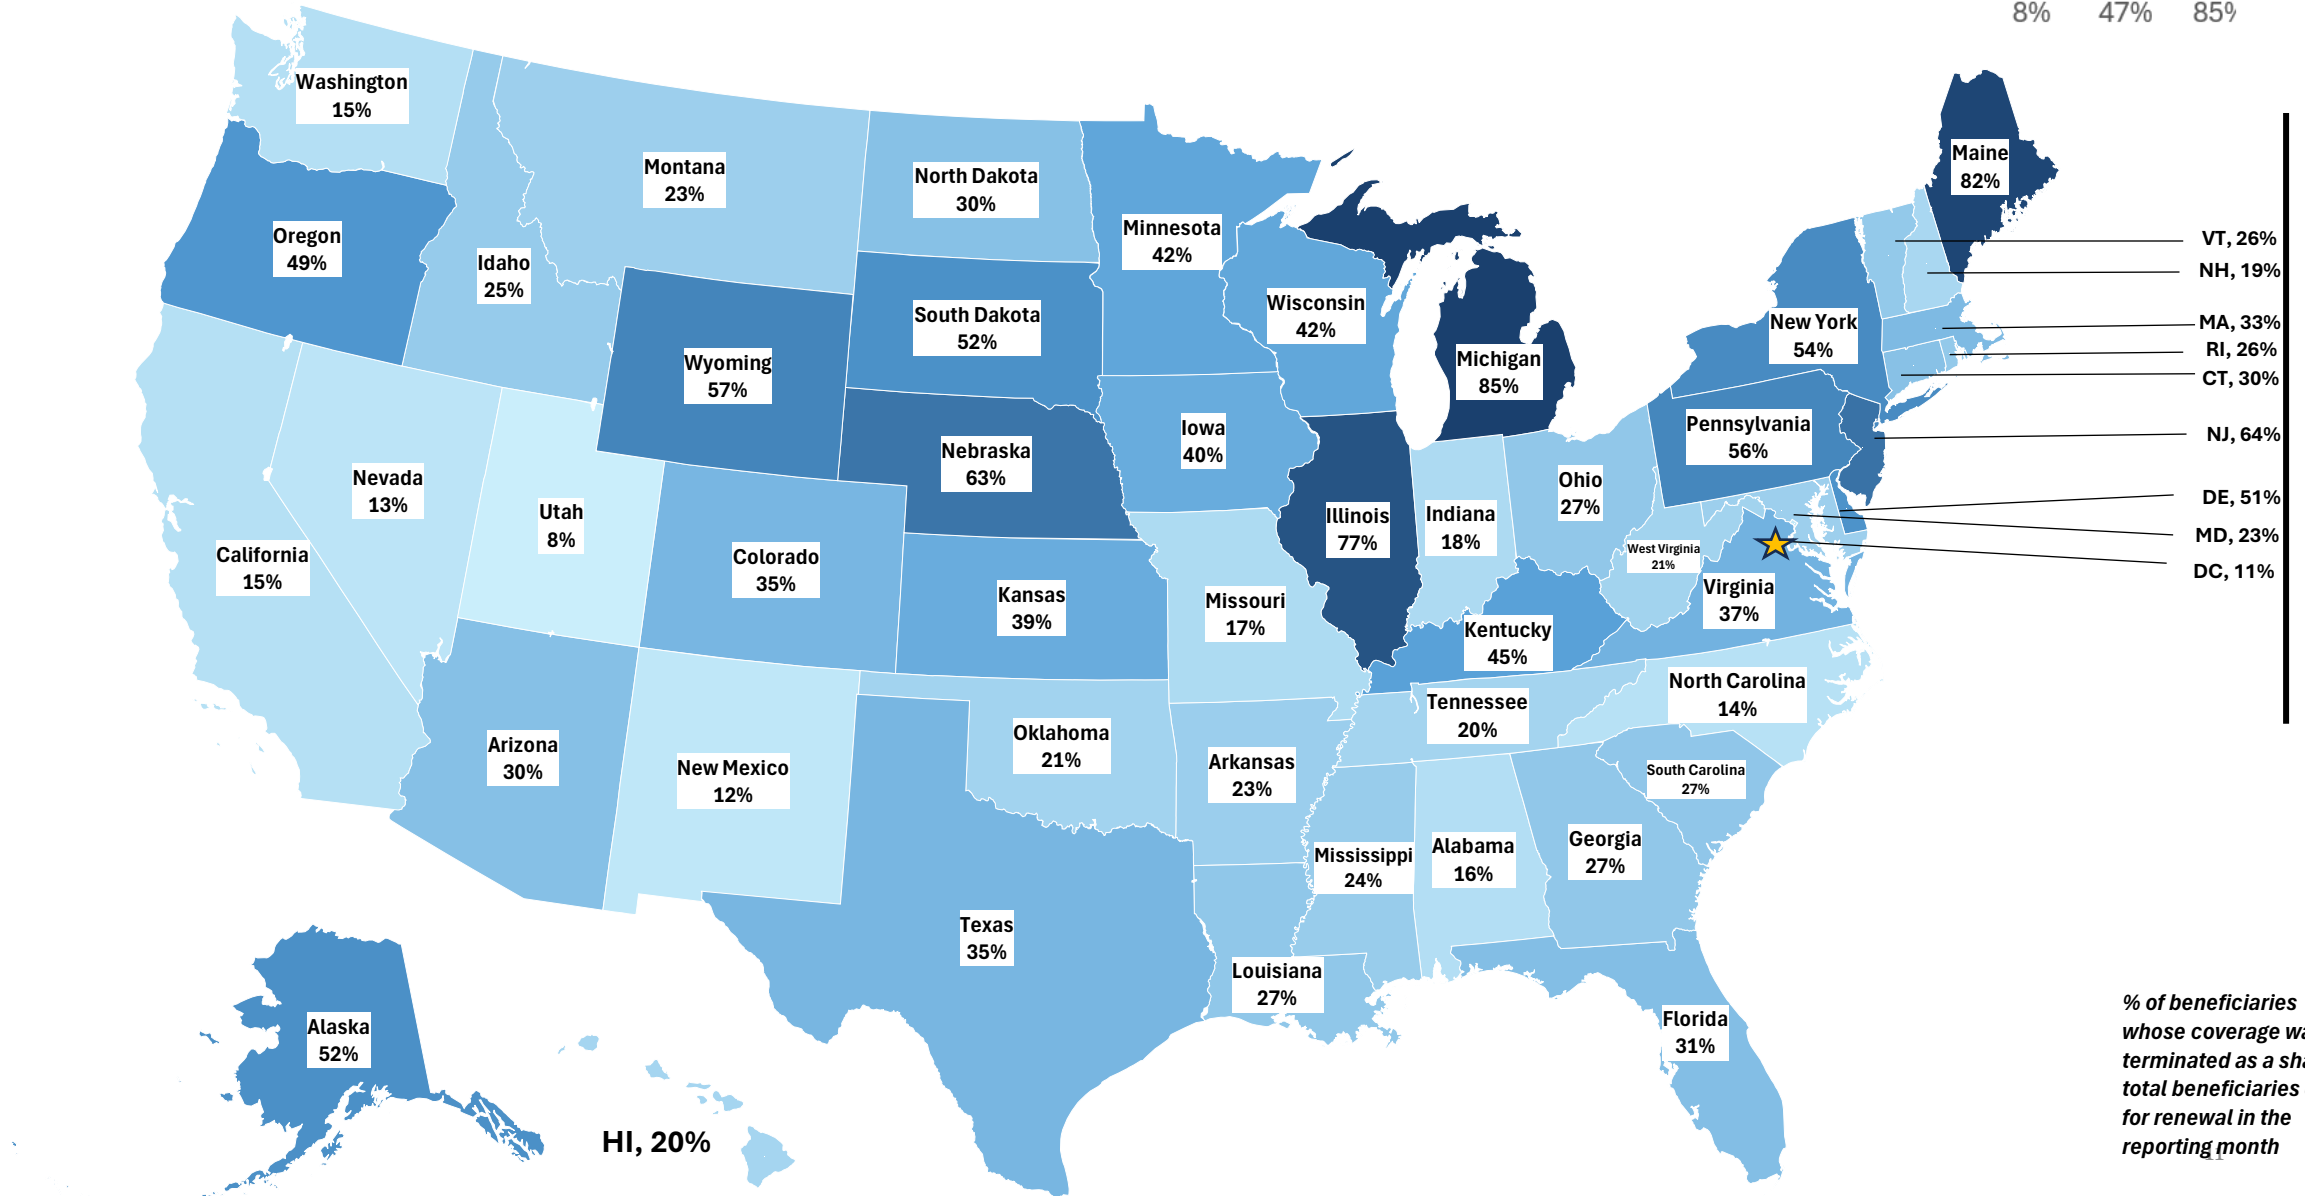 8% 47% 85%
Washington
15%
Montana
23%
North Dakota
30%
Minnesota
42%
Maine
82%
Oregon
49%
Idaho
25%
VT, 26%
NH, 19%
South Dakota
52%
Wisconsin
42%
New York
54%
MA, 33%
RI, 26%
CT, 30%
Wyoming
57%
Michigan
85%
Nebraska
63%
Iowa
40%
Pennsylvania
56%
NJ, 64%
Nevada
13%
Utah
8%
Illinois
77%
Indiana
18%
Ohio
27%
DE, 51%
MD, 23%
DC, 11%
California
15%
Colorado
35%
Kansas
39%
Missouri
17%
West Virginia
21%
Virginia
37%
Kentucky
45%
North Carolina
14%
Tennessee
20%
Arizona
30%
New Mexico
12%
Oklahoma
21%
Arkansas
23%
South Carolina
27%
Mississippi
24%
Alabama
16%
Georgia
27%
Texas
35%
Louisiana
27%
Florida
31%
Alaska
52%
HI, 20%
% of beneficiaries
whose coverage
terminated as a
total beneficiaries
for renewal in the
reporting month
11